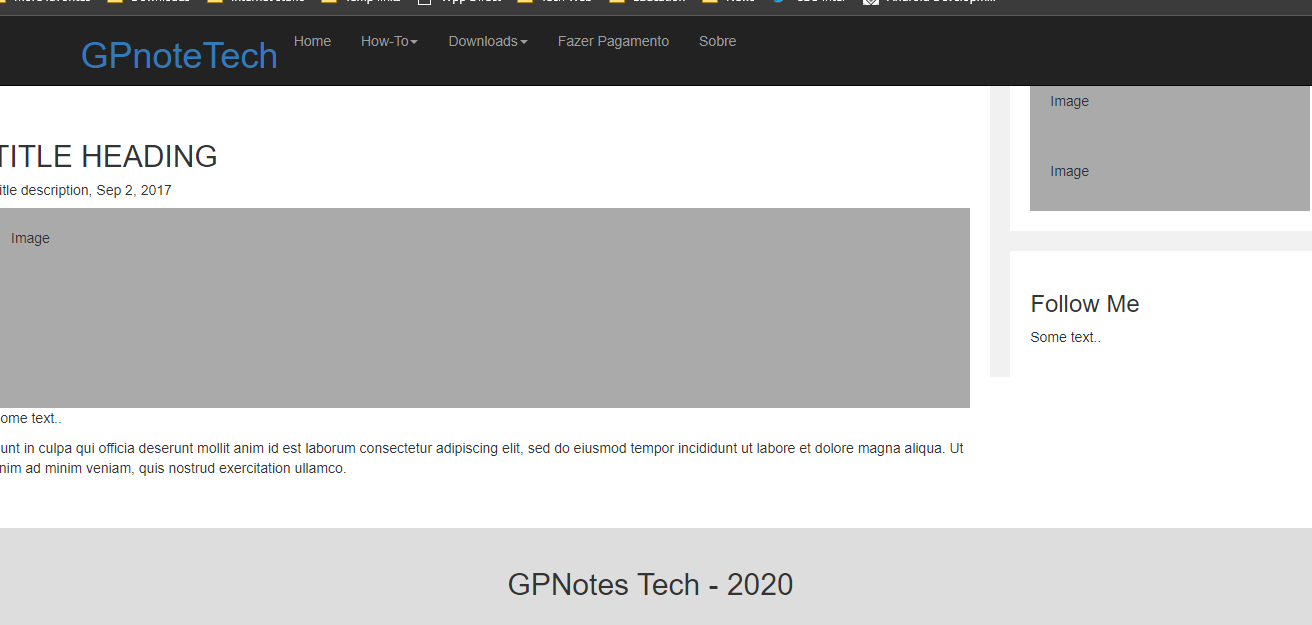 GPnoteTech
Home How-To Downloads Fazer Pagamento Sobre
TITLE HEADING
itle description, Sep 2, 2017
Image
ome text..
unt in culpa qui officia deserunt mollit anim id est laborum consectetur adipiscing elit, sed do eiusmod tempor incididunt ut labore et dolore magna aliqua. Ut
nim ad minim veniam, quis nostrud exercitation ullamco.
Image
Image
Follow Me
Some text..
GPNotes Tech - 2020